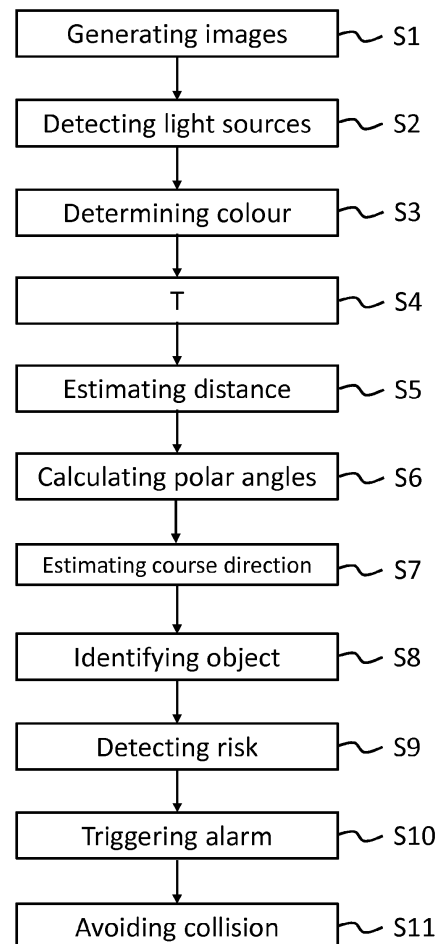 Generating images S1
Detecting light sources S2
Determining colour S3
T S4
Estimating distance S5
Calculating polar angles S6
Estimating course direction S7
Identifying object S8
Detecting risk S9
Triggering alarm S10
Avoiding collision S11